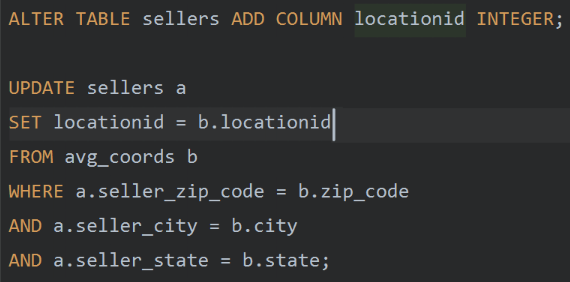 ALTER TABLE sellers ADD COLUMN locationid INTEGER;
UPDATE sellers a
SET locationid = b.locationid
FROM avg_coords b
WHERE a.seller_zip_code = b.zip_code
AND a.seller_city = b.city
AND a.seller_state = b.state;